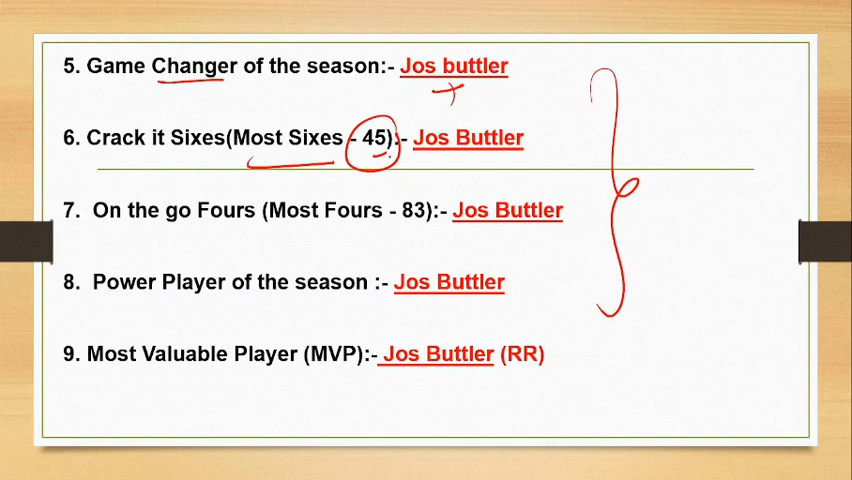 5. Game Changer of the season:- Jos buttler
6. Crack it Sixes(Most Sixes - 45):- Jos Buttler
7. On the go Fours (Most Fours - 83):- Jos Buttler
8. Power Player of the season :- Jos Buttler
9. Most Valuable Player (MVP):- Jos Buttler (RR)